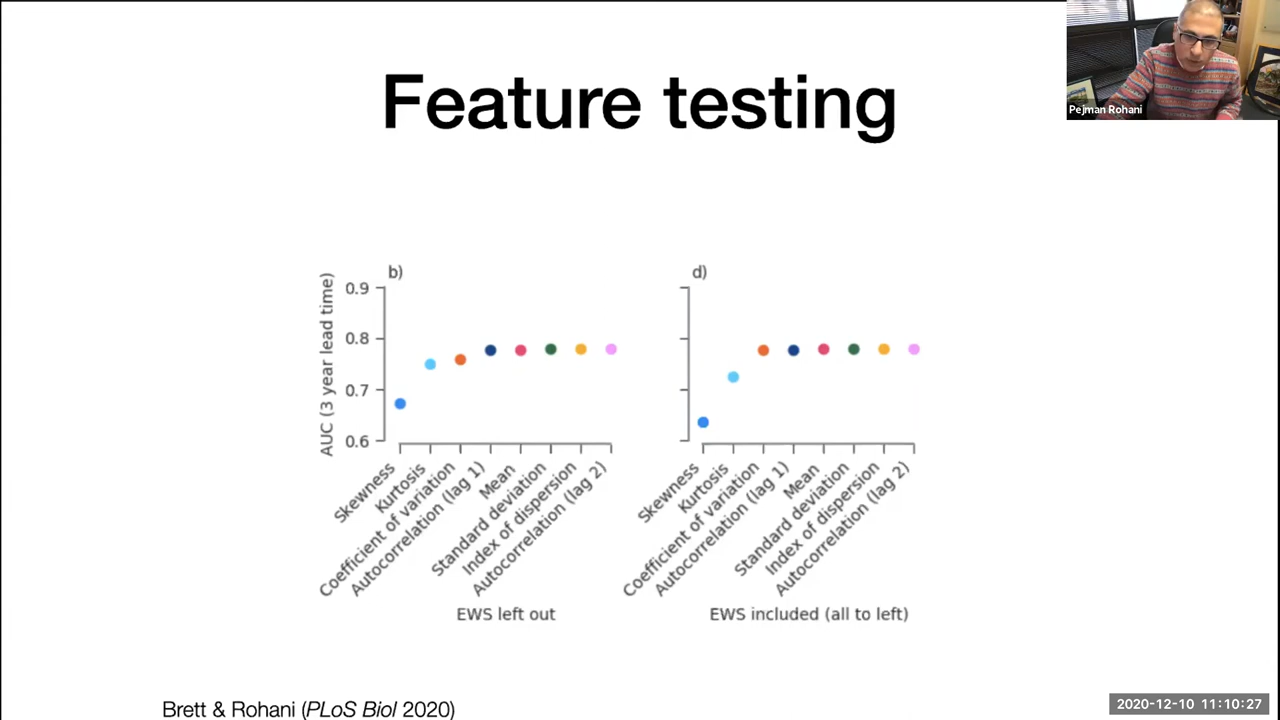 Pejman Rohani
Feature testing
b)
d)
AUC (3 year lead time)
0.9
0.8
0.7
0.6
Skewness
Kurtosis
Coefficient of variation
Autocorrelation (lag 1)
Mean
Standard deviation
Index of dispersion
Autocorrelation (lag 2)
EWS left out
Skewness
Kurtosis
Coefficient of variation
Autocorrelation (lag 1)
Mean
Standard deviation
Index of dispersion
Autocorrelation (lag 2)
EWS included (all to left)
Brett & Rohani (PLoS Biol 2020)
2020-12-10 11:10:27